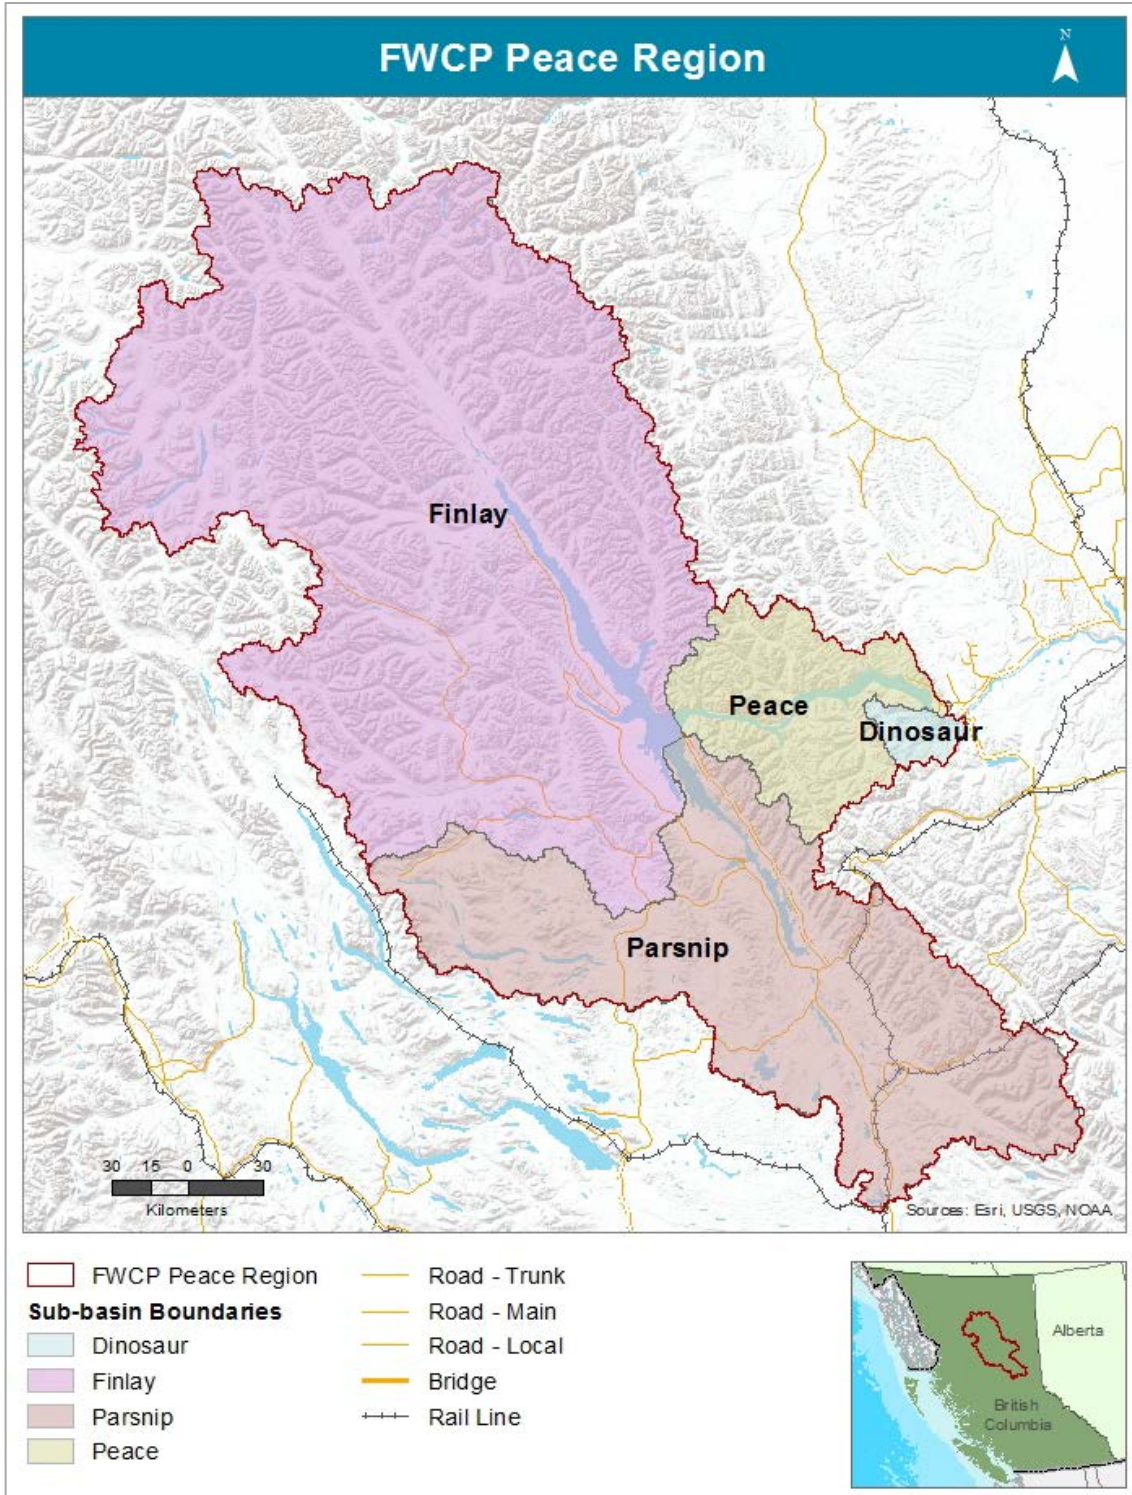 FWCP Peace Region
N
Finlay
Peace
Dinosaur
Parsnip
30 15 0 30
Kilometers
Sources: Esri, USGS, NOAA
FWCP Peace Region
Sub-basin Boundaries
Dinosaur
Finlay
Parsnip
Peace
Road - Trunk
Road - Main
Road - Local
Bridge
Rail Line
Alberta
British
Columbia